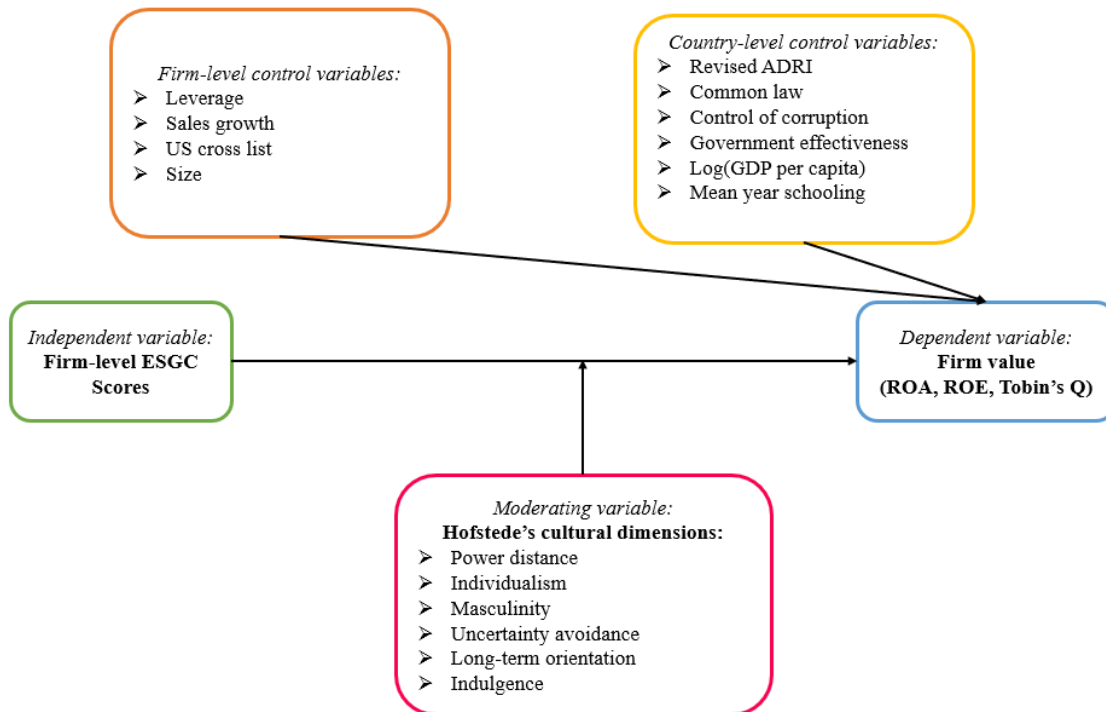 Firm-level control variables:
➢ Leverage
➢ Sales growth
➢ US cross list
➢ Size
Country-level control variables:
➢ Revised ADRI
➢ Common law
➢ Control of corruption
➢ Government effectiveness
➢ Log(GDP per capita)
➢ Mean year schooling
Independent variable:
Firm-level ESGC
Scores
Dependent variable:
Firm value
(ROA, ROE, Tobin’s Q)
Moderating variable:
Hofstede’s cultural dimensions:
➢ Power distance
➢ Individualism
➢ Masculinity
➢ Uncertainty avoidance
➢ Long-term orientation
➢ Indulgence